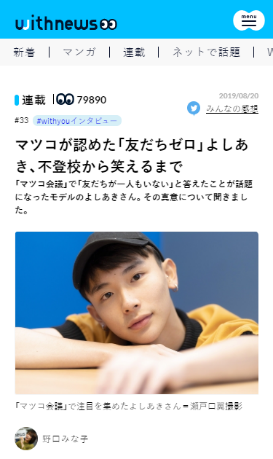 withnews
menu
新着 | マンガ | 連載 | ネットで話題 | W
2019/08/20
連載 | 79890
みんなの感想
#33 #withyouインタビュー
マツコが認めた「友だちゼロ」よしあ
き、不登校から笑えるまで
「マツコ会議」で「友だちが一人もいない」と答えたことが話題
になったモデルのよしあきさん。その真意について聞きまし
た。
「マツコ会議」で注目を集めたよしあきさん＝瀬戸口翼撮影
野口みな子